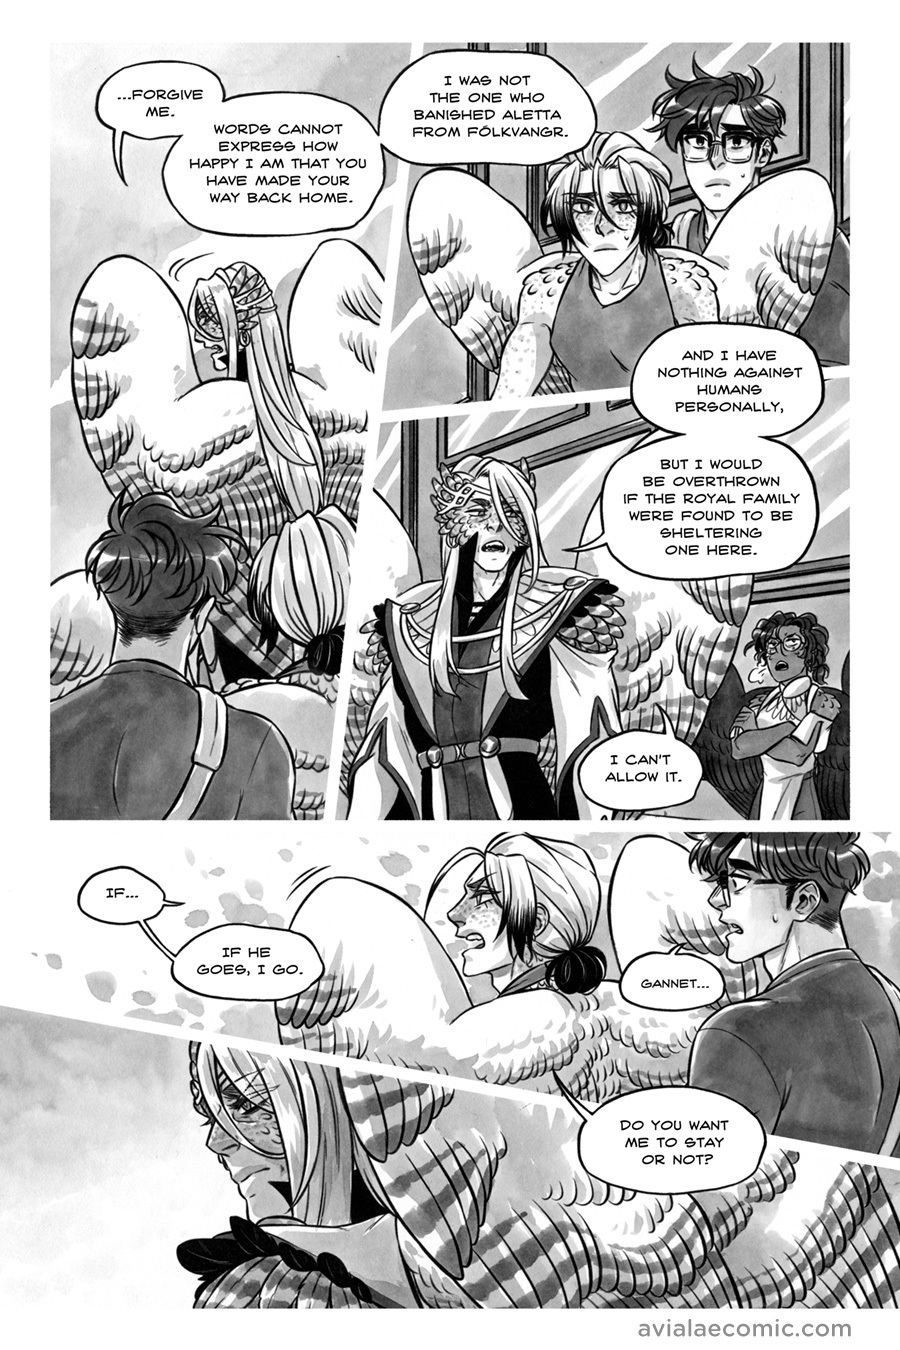 ...FORGIVE
ME.
WORDS CANNOT
EXPRESS HOW
HAPPY I AM THAT YOU
HAVE MADE YOUR
WAY BACK HOME.
I WAS NOT
THE ONE WHO
BANISHED ALETTA
FROM FÓLKVANGR.
AND I HAVE
NOTHING AGAINST
HUMANS
PERSONALLY,
BUT I WOULD
BE OVERTHROWN
IF THE ROYAL FAMILY
WERE FOUND TO BE
SHELTERING
ONE HERE.
I CAN'T
ALLOW IT.
IF...
IF HE
GOES, I GO.
GANNET...
DO YOU WANT
ME TO STAY
OR NOT?
avialaecomic.com